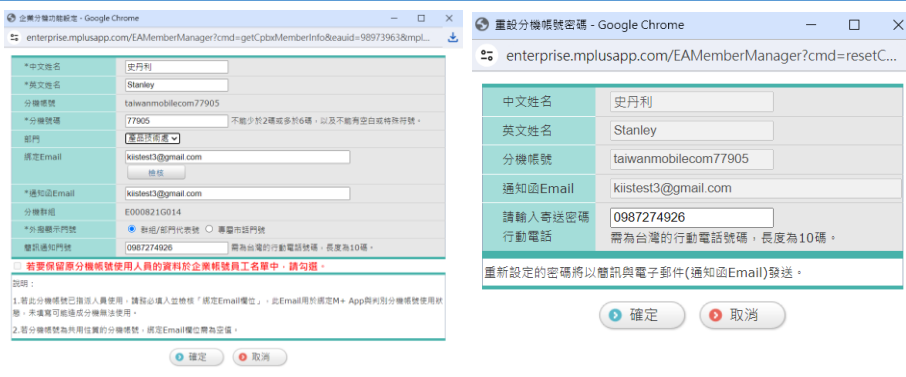 企業分機功能設定 - Google Chrome
enterprise.mplusapp.com/EAMemberManager?cmd=getCpbxMemberInfo&eauid=98973963&mpl...
*中文姓名 史丹利
*英文姓名 Stanley
分機帳號 taiwanmobilecom77905
*分機號碼 77905 不能少於2碼或多於6碼，以及不能有空白或特殊符號。
部門 產品技術處
綁定Email kiistest3@gmail.com
檢核
*通知函Email kiistest3@gmail.com
分機群組 E000821G014
*外撥顯示門號 群組/部門代表號 專屬市話門號
簡訊通知門號 0987274926 需為台灣的行動電話號碼，長度為10碼。
若要保留原分機帳號使用人員的資料於企業帳號員工名單中，請勾選。
說明：
1.若此分機帳號已指派人員使用，請務必填入並檢核「綁定Email欄位」，此Email用於綁定M+ App與判別分機帳號使用狀
態，未填寫可能造成分機無法使用。
2.若分機帳號為共用性質的分機帳號，綁定Email欄位需為空值。
確定 取消
重設分機帳號密碼 - Google Chrome
enterprise.mplusapp.com/EAMemberManager?cmd=resetC...
中文姓名 史丹利
英文姓名 Stanley
分機帳號 taiwanmobilecom77905
通知函Email kiistest3@gmail.com
請輸入寄送密碼 0987274926
行動電話 需為台灣的行動電話號碼，長度為10碼。
重新設定的密碼將以簡訊與電子郵件(通知函Email)發送。
確定 取消